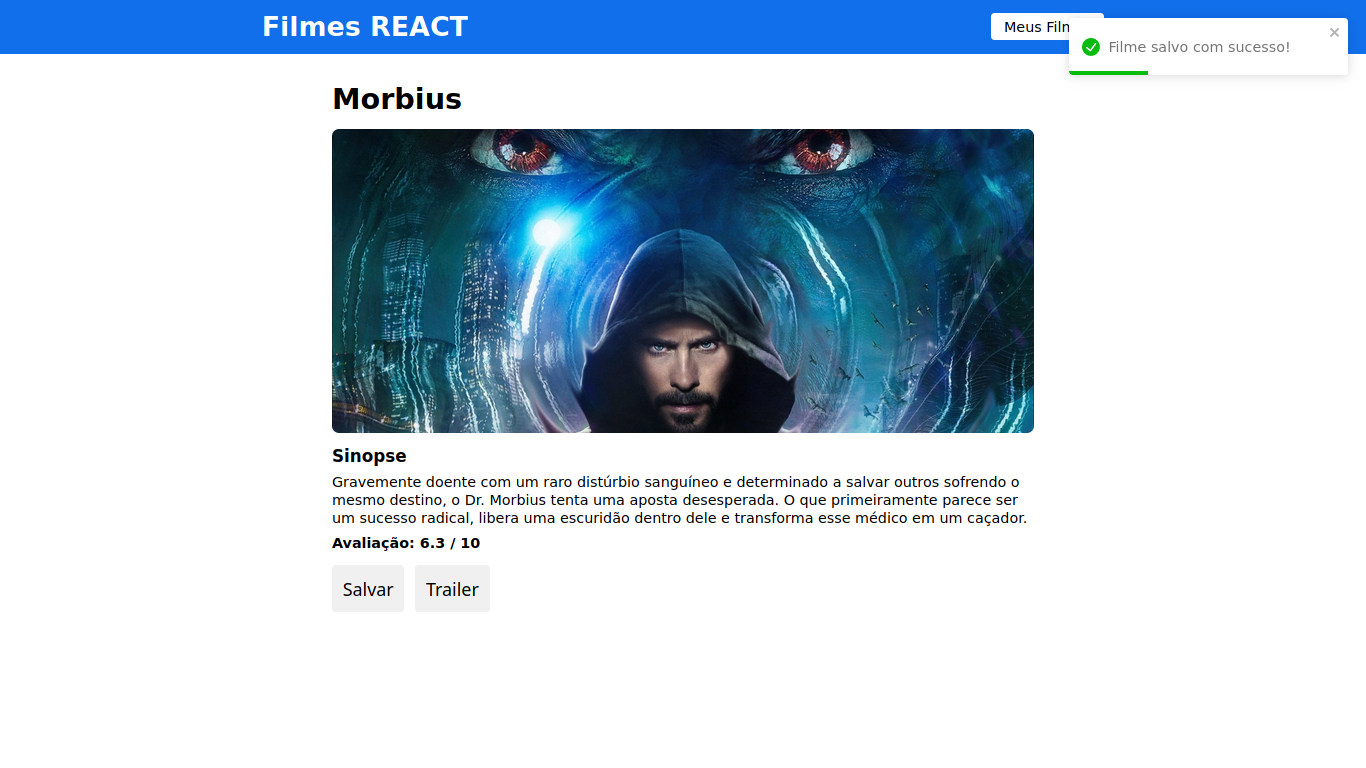 Filmes REACT
Meus Film
Filme salvo com sucesso!
Morbius
Sinopse
Gravemente doente com um raro distúrbio sanguíneo e determinado a salvar outros sofrendo o
mesmo destino, o Dr. Morbius tenta uma aposta desesperada. O que primeiramente parece ser
um sucesso radical, libera uma escuridão dentro dele e transforma esse médico em um caçador.
Avaliação: 6.3 / 10
Salvar
Trailer